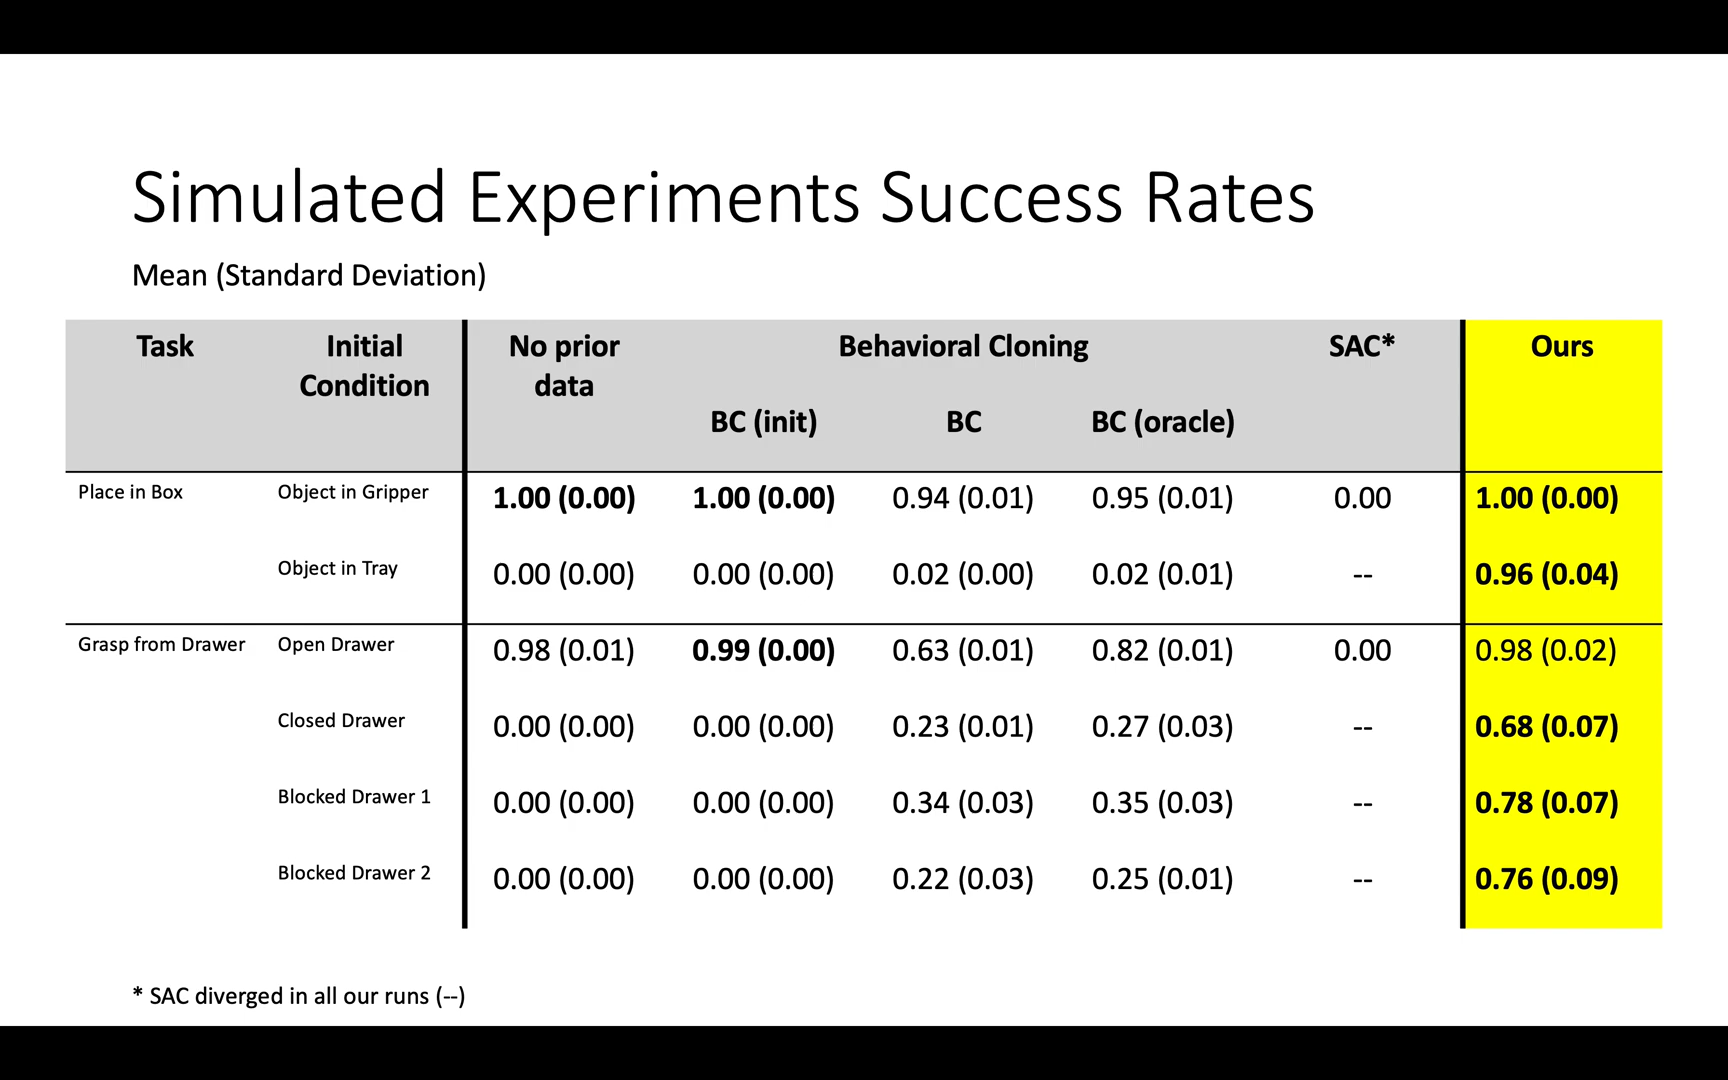 Simulated Experiments Success Rates
Mean (Standard Deviation)
Task Initial Condition No prior data Behavioral Cloning SAC* Ours
BC (init) BC BC (oracle)
Place in Box Object in Gripper 1.00 (0.00) 1.00 (0.00) 0.94 (0.01) 0.95 (0.01) 0.00 1.00 (0.00)
Object in Tray 0.00 (0.00) 0.00 (0.00) 0.02 (0.00) 0.02 (0.01) -- 0.96 (0.04)
Grasp from Drawer Open Drawer 0.98 (0.01) 0.99 (0.00) 0.63 (0.01) 0.82 (0.01) 0.00 0.98 (0.02)
Closed Drawer 0.00 (0.00) 0.00 (0.00) 0.23 (0.01) 0.27 (0.03) -- 0.68 (0.07)
Blocked Drawer 1 0.00 (0.00) 0.00 (0.00) 0.34 (0.03) 0.35 (0.03) -- 0.78 (0.07)
Blocked Drawer 2 0.00 (0.00) 0.00 (0.00) 0.22 (0.03) 0.25 (0.01) -- 0.76 (0.09)
* SAC diverged in all our runs (--)